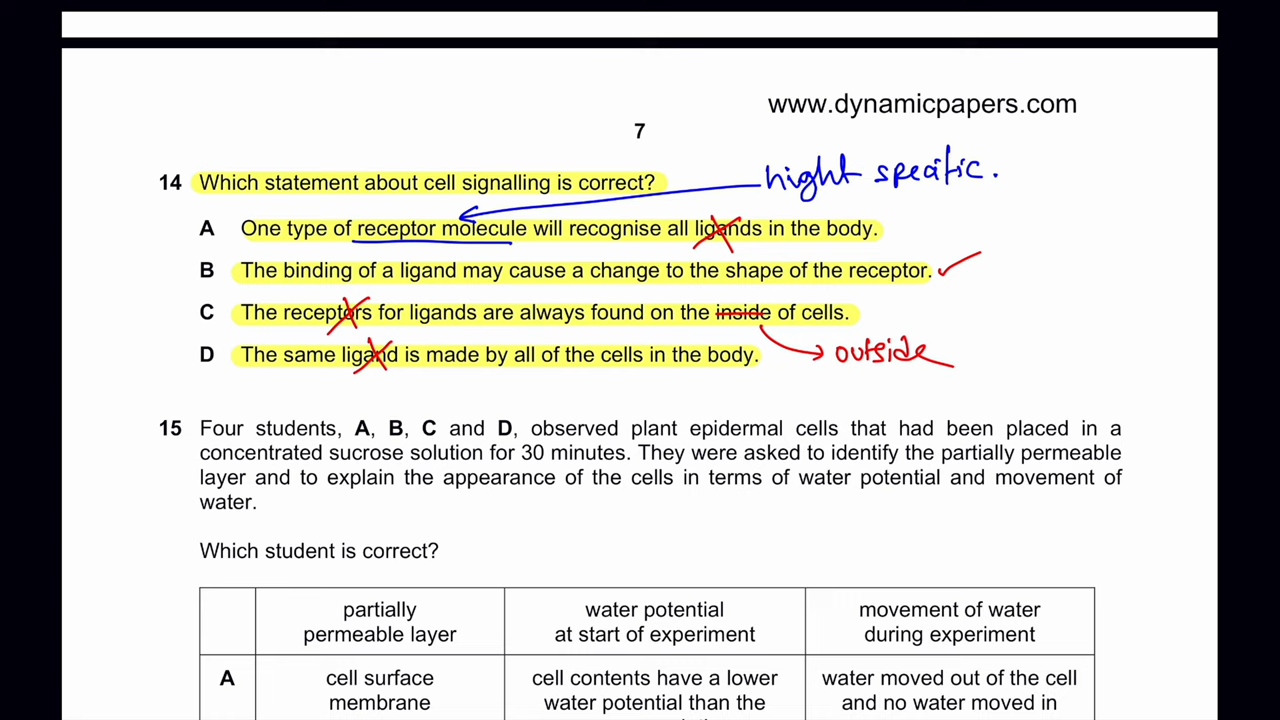 www.dynamicpapers.com
7
14 Which statement about cell signalling is correct?
hight specific.
A One type of receptor molecule will recognise all ligands in the body.
B The binding of a ligand may cause a change to the shape of the receptor.
C The receptors for ligands are always found on the inside of cells.
D The same ligand is made by all of the cells in the body.
outside
15 Four students, A, B, C and D, observed plant epidermal cells that had been placed in a
concentrated sucrose solution for 30 minutes. They were asked to identify the partially permeable
layer and to explain the appearance of the cells in terms of water potential and movement of
water.
Which student is correct?
partially permeable layer
water potential at start of experiment
movement of water during experiment
A
cell surface membrane
cell contents have a lower water potential than the
water moved out of the cell and no water moved in